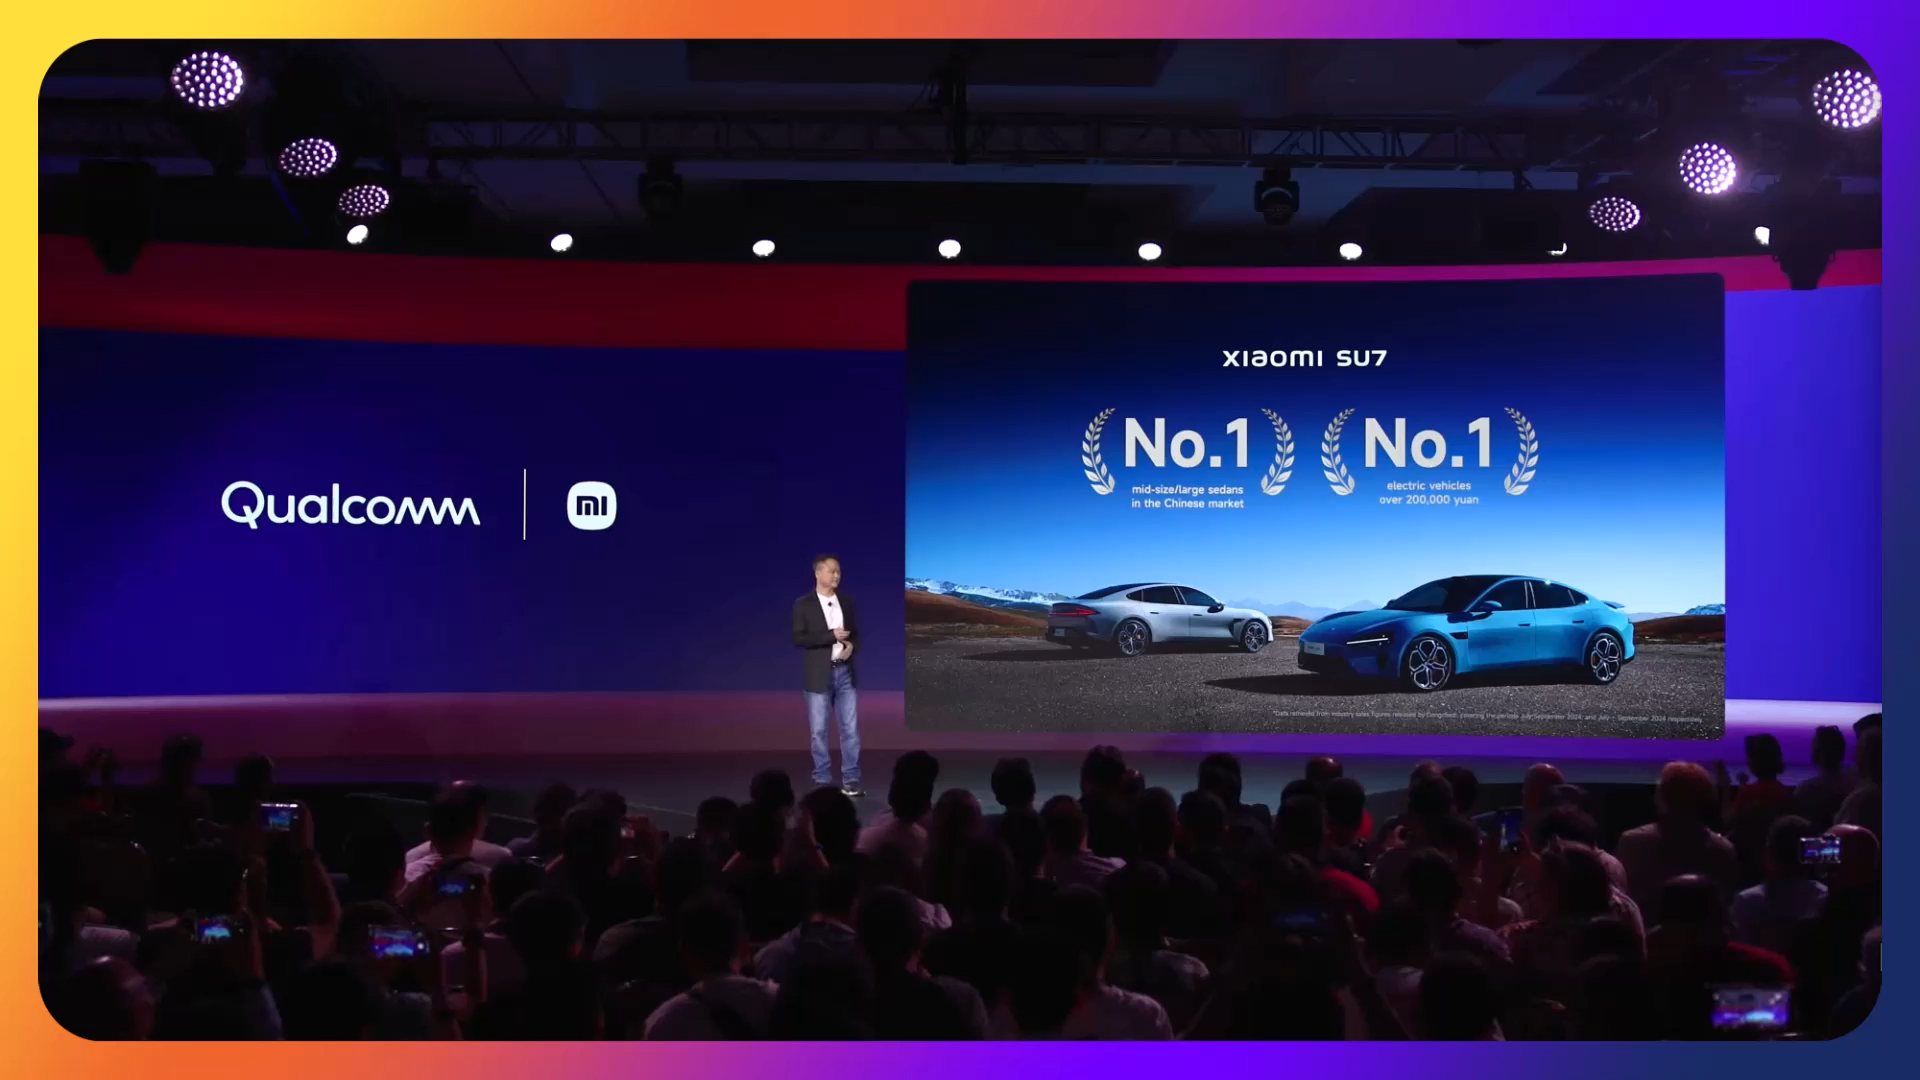 Qualcomm
mi
xiaomi SU7
No.1
mid-size/large sedans
in the Chinese market
No.1
electric vehicles
over 200,000 yuan